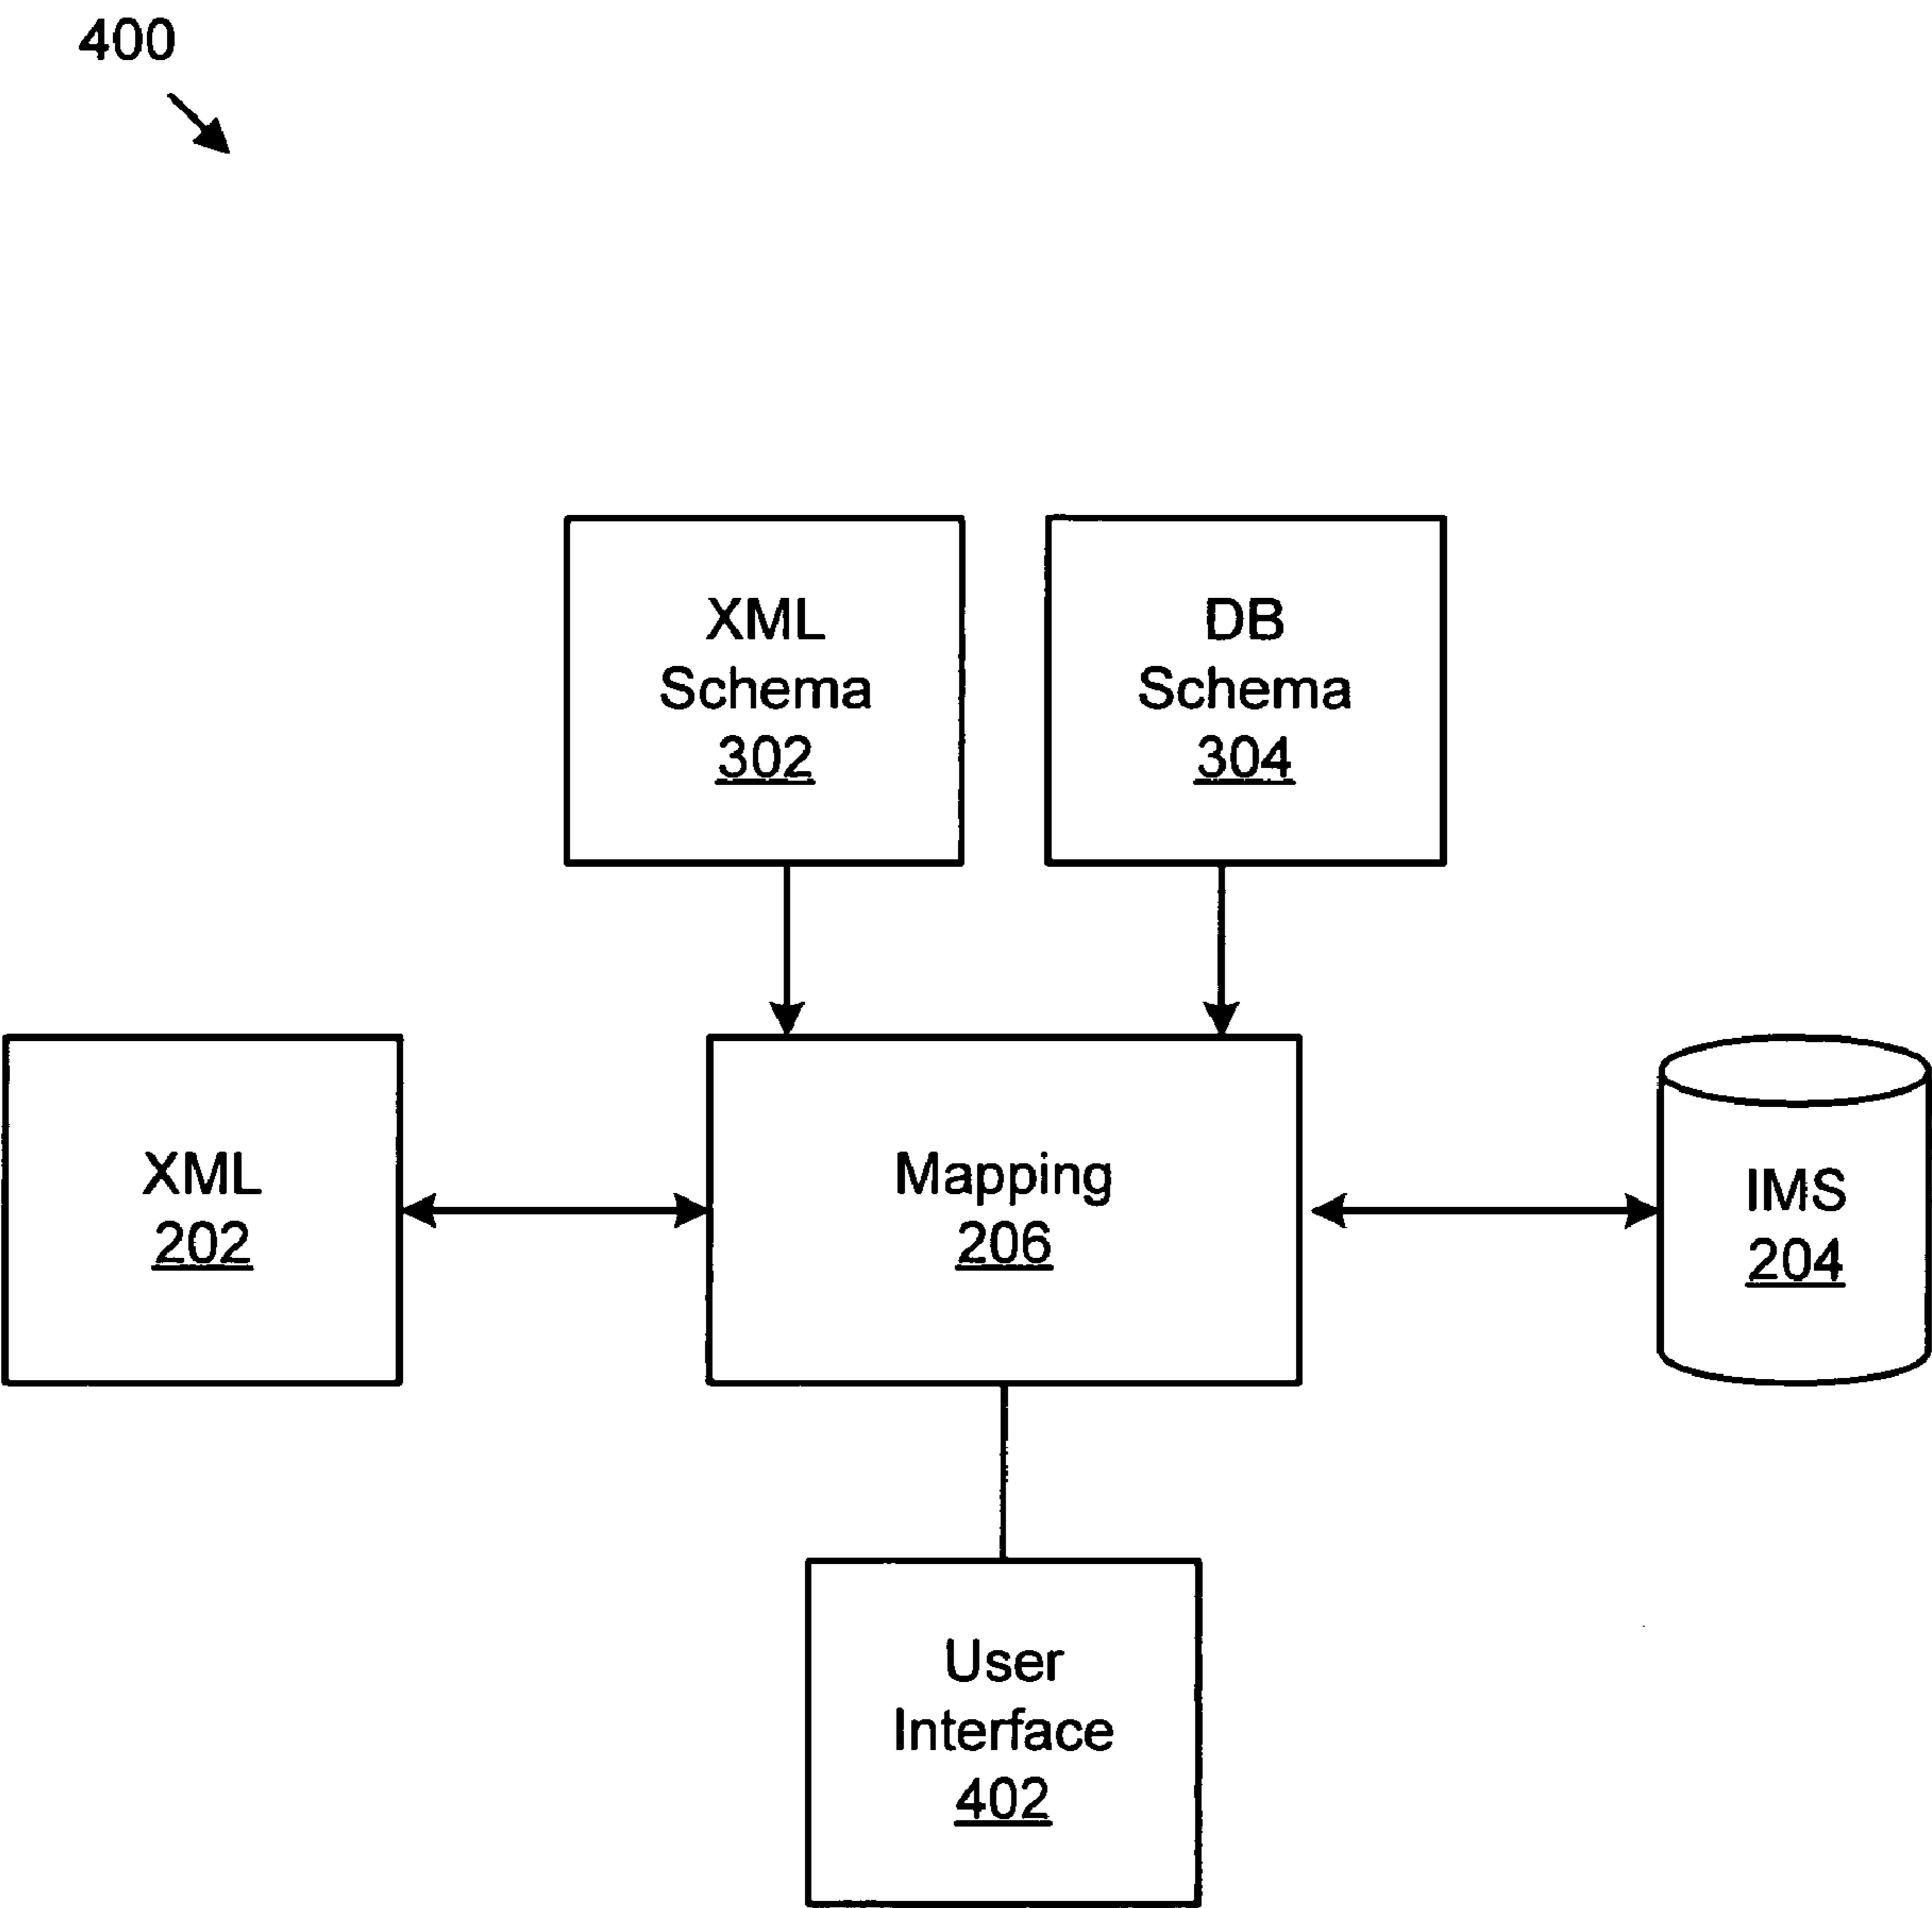 400
XML
Schema
302
DB
Schema
304
XML
202
Mapping
206
IMS
204
User
Interface
402